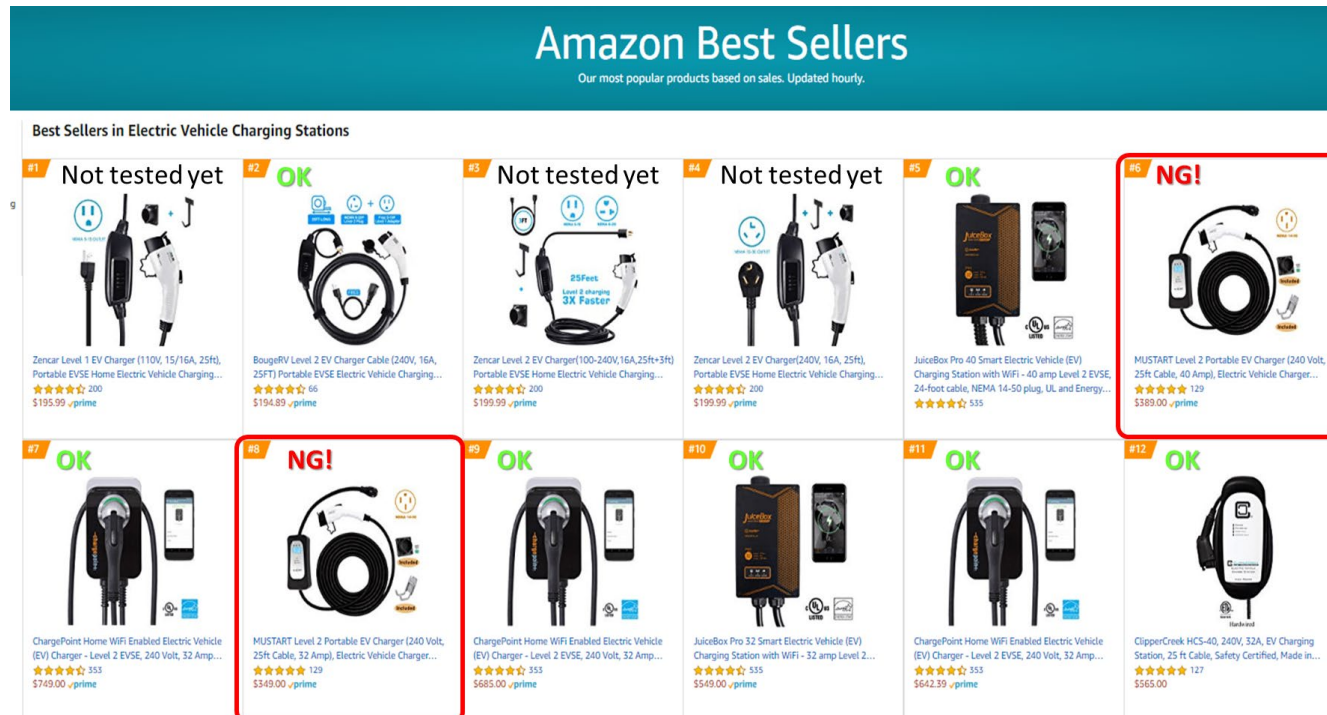 Amazon Best Sellers
Our most popular products based on sales. Updated hourly.
Best Sellers in Electric Vehicle Charging Stations
#1 Not tested yet
#2 OK
#3 Not tested yet
#4 Not tested yet
#5 OK
#6 NG!
25Feet
Level 2 charging
3X Faster
JuiceBox
UL LISTED
Included
Included
Zencar Level 1 EV Charger (110V, 15/16A, 25ft),
Portable EVSE Home Electric Vehicle Charging...
200
$195.99 prime
BougeRV Level 2 EV Charger Cable (240V, 16A,
25FT) Portable EVSE Electric Vehicle Charging...
66
$194.89 prime
Zencar Level 2 EV Charger(100-240V,16A,25ft+3ft)
Portable EVSE Home Electric Vehicle Charging...
200
$199.99 prime
Zencar Level 2 EV Charger(240V, 16A, 25ft),
Portable EVSE Home Electric Vehicle Charging...
200
$199.99 prime
JuiceBox Pro 40 Smart Electric Vehicle (EV)
Charging Station with WiFi - 40 amp Level 2 EVSE,
24-foot cable, NEMA 14-50 plug, UL and Energy...
535
MUSTART Level 2 Portable EV Charger (240 Volt,
25ft Cable, 40 Amp), Electric Vehicle Charger...
129
$389.00 prime
#7 OK
#8 NG!
#9 OK
#10 OK
#11 OK
#12 OK
Included
Included
JuiceBox
UL LISTED
Hardwired
ChargePoint Home WiFi Enabled Electric Vehicle
(EV) Charger - Level 2 EVSE, 240 Volt, 32 Amp...
353
$749.00 prime
MUSTART Level 2 Portable EV Charger (240 Volt,
25ft Cable, 32 Amp), Electric Vehicle Charger...
129
$349.00 prime
ChargePoint Home WiFi Enabled Electric Vehicle
(EV) Charger - Level 2 EVSE, 240 Volt, 32 Amp...
353
$685.00 prime
JuiceBox Pro 32 Smart Electric Vehicle (EV)
Charging Station with WiFi - 32 amp Level 2...
535
$549.00 prime
ChargePoint Home WiFi Enabled Electric Vehicle
(EV) Charger - Level 2 EVSE, 240 Volt, 32 Amp...
353
$642.39 prime
ClipperCreek HCS-40, 240V, 32A, EV Charging
Station, 25 ft Cable, Safety Certified, Made in...
127
$565.00